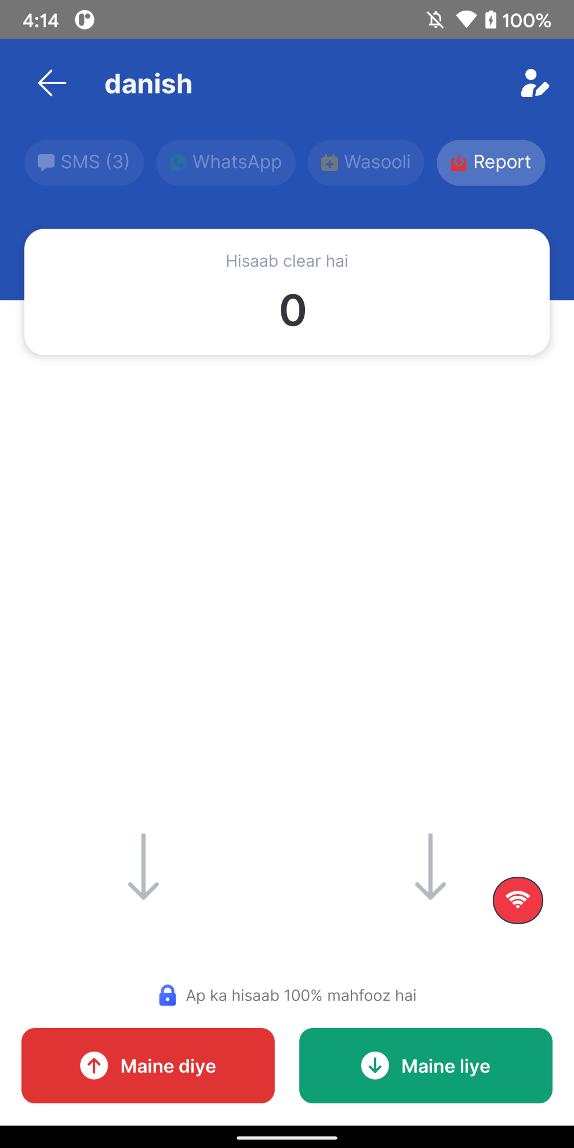 4:14
100%
danish
SMS (3)
WhatsApp
Wasooli
Report
Hisaab clear hai
0
Ap ka hisaab 100% mahfooz hai
Maine diye
Maine liye